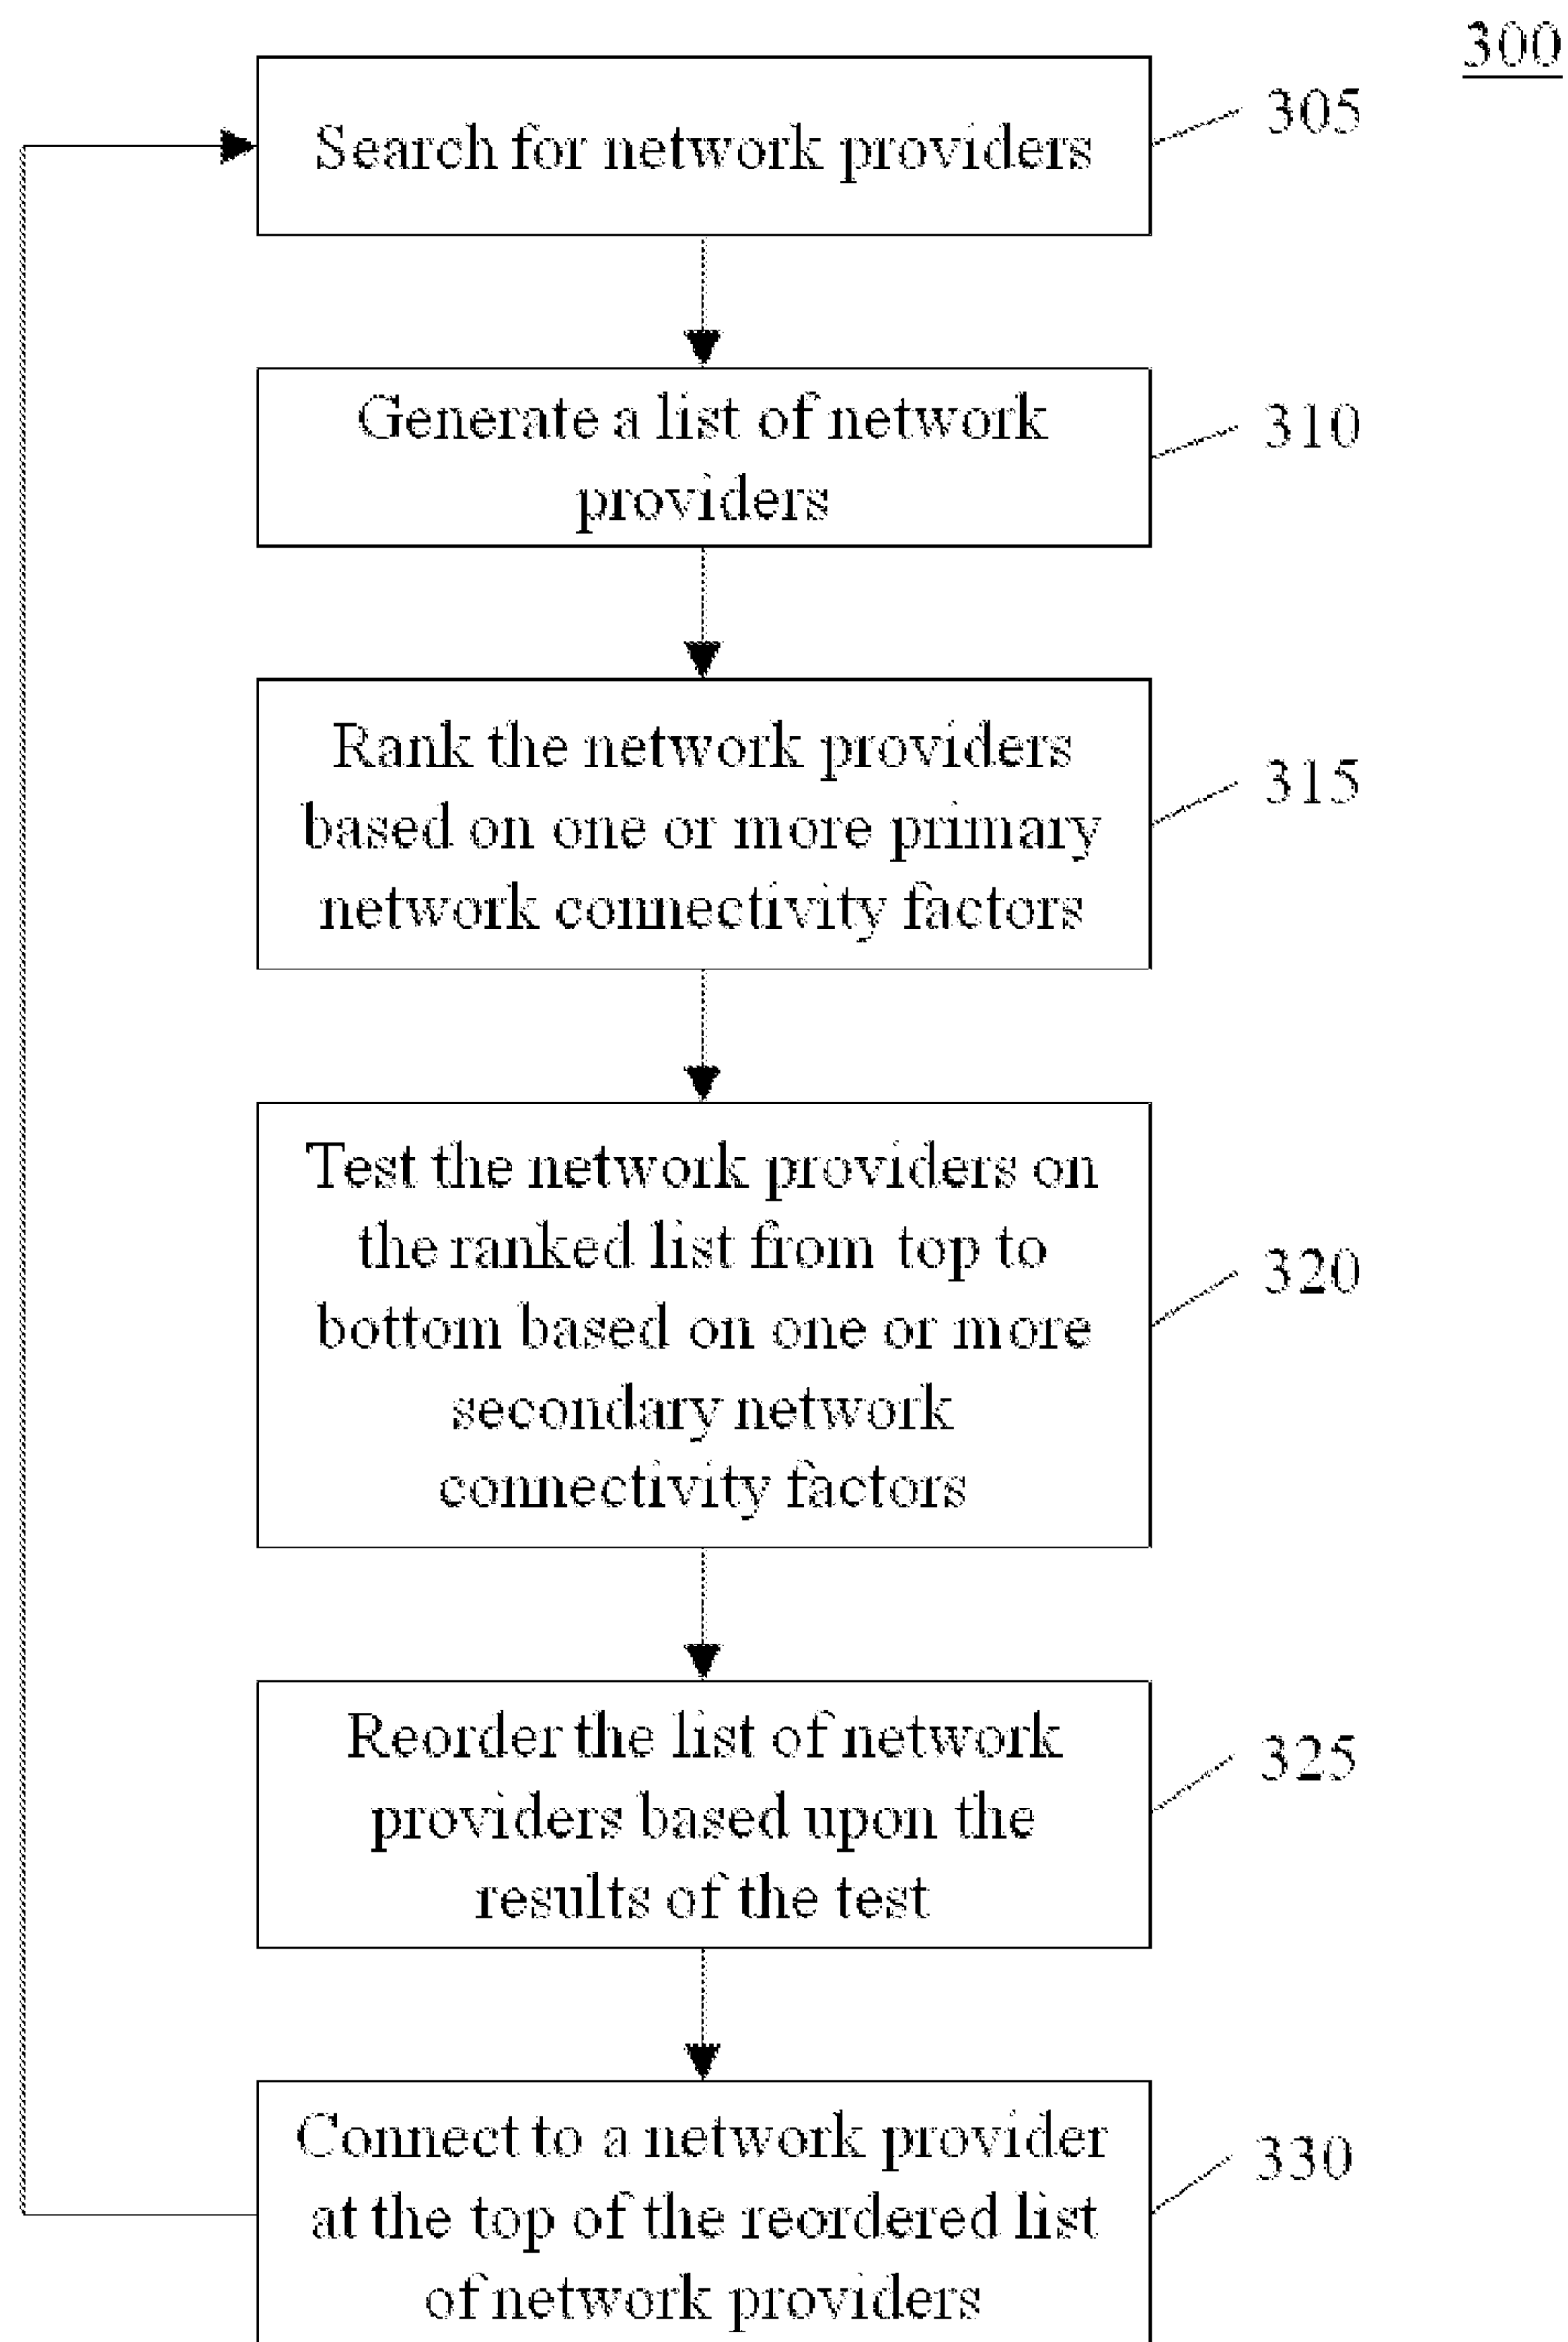 300
Search for network providers
305
Generate a list of network
providers
310
Rank the network providers
based on one or more primary
network connectivity factors
315
Test the network providers on
the ranked list from top to
bottom based on one or more
secondary network
connectivity factors
320
Reorder the list of network
providers based upon the
results of the test
325
Connect to a network provider
at the top of the reordered list
of network providers
330